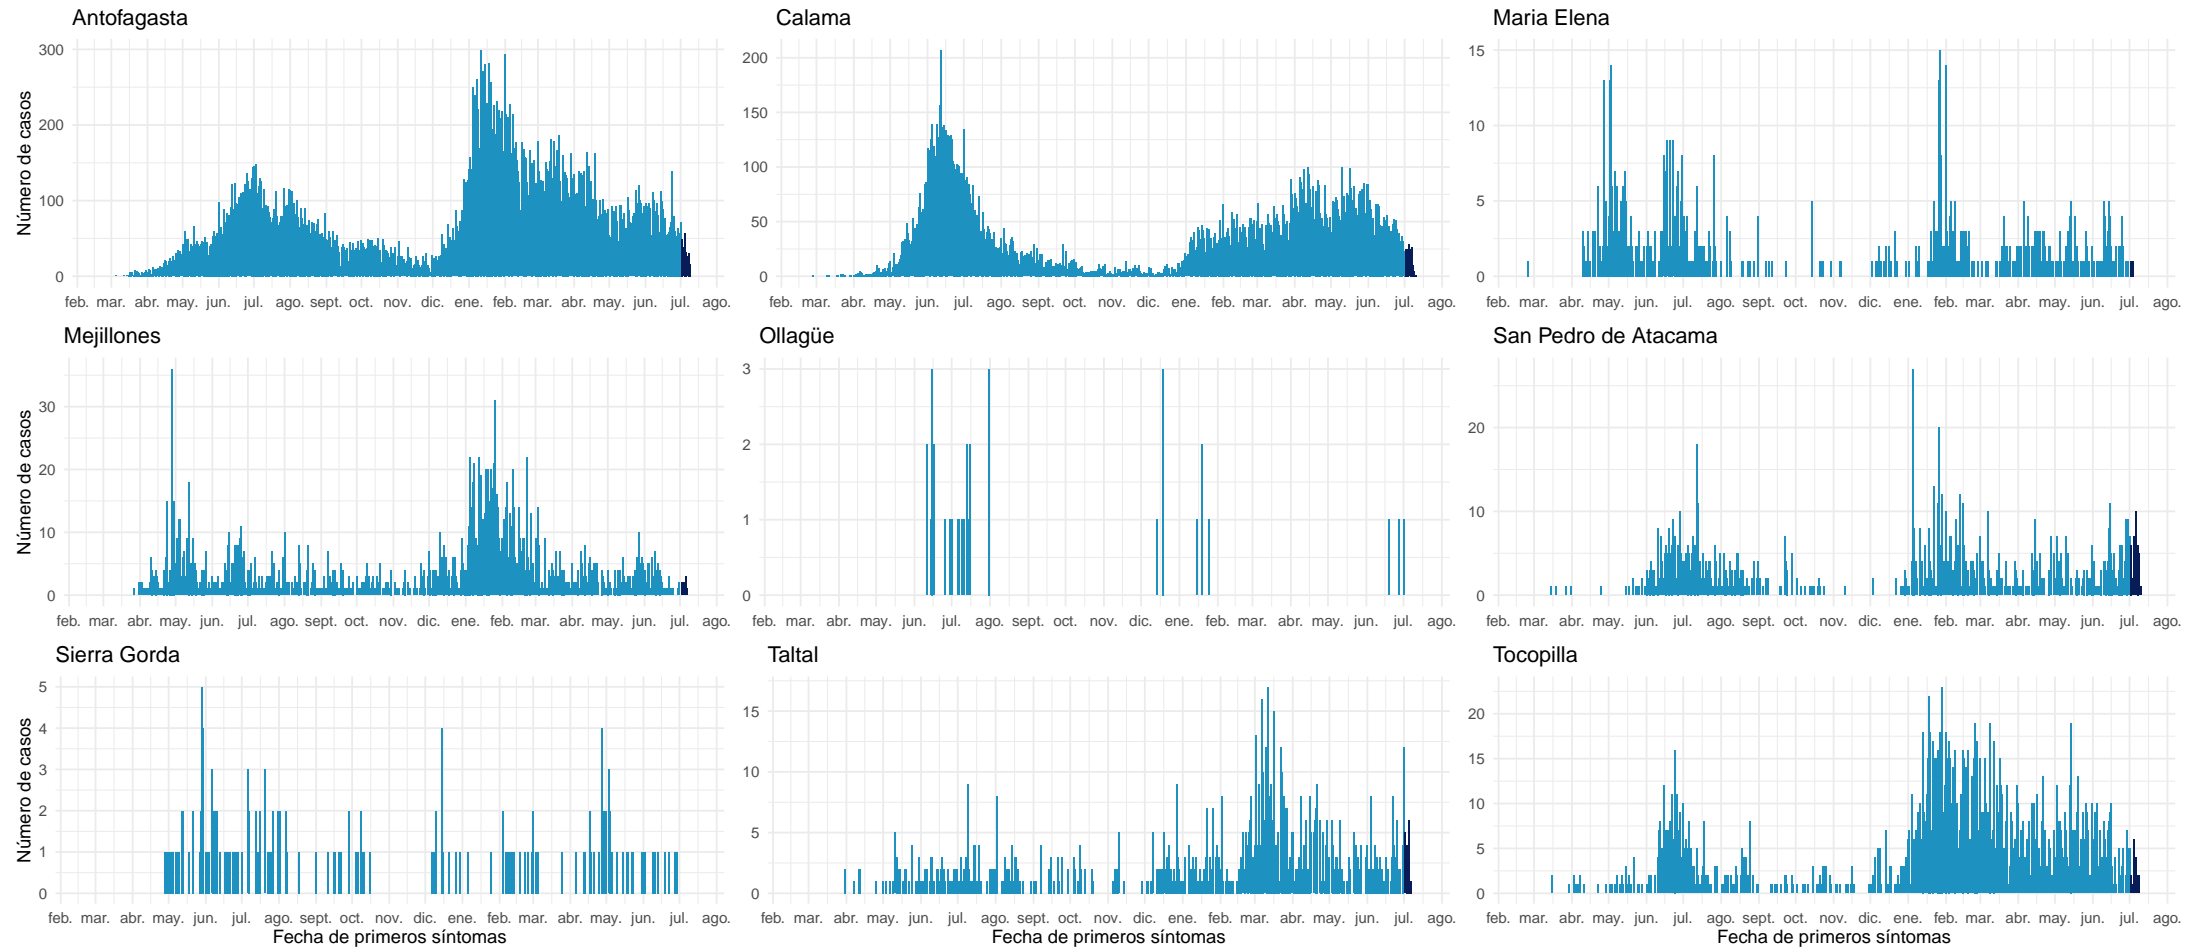 Antofagasta
Calama
Maria Elena
Número de casos
300
200
100
0
200
150
100
50
0
15
10
5
0
feb. mar. abr. may. jun. jul. ago. sept. oct. nov. dic. ene. feb. mar. abr. may. jun. jul. ago.
feb. mar. abr. may. jun. jul. ago. sept. oct. nov. dic. ene. feb. mar. abr. may. jun. jul. ago.
feb. mar. abr. may. jun. jul. ago. sept. oct. nov. dic. ene. feb. mar. abr. may. jun. jul. ago.
Mejillones
Ollagüe
San Pedro de Atacama
Número de casos
30
20
10
0
3
2
1
0
20
10
0
feb. mar. abr. may. jun. jul. ago. sept. oct. nov. dic. ene. feb. mar. abr. may. jun. jul. ago.
feb. mar. abr. may. jun. jul. ago. sept. oct. nov. dic. ene. feb. mar. abr. may. jun. jul. ago.
feb. mar. abr. may. jun. jul. ago. sept. oct. nov. dic. ene. feb. mar. abr. may. jun. jul. ago.
Sierra Gorda
Taltal
Tocopilla
Número de casos
5
4
3
2
1
0
15
10
5
0
20
15
10
5
0
feb. mar. abr. may. jun. jul. ago. sept. oct. nov. dic. ene. feb. mar. abr. may. jun. jul. ago.
feb. mar. abr. may. jun. jul. ago. sept. oct. nov. dic. ene. feb. mar. abr. may. jun. jul. ago.
feb. mar. abr. may. jun. jul. ago. sept. oct. nov. dic. ene. feb. mar. abr. may. jun. jul. ago.
Fecha de primeros síntomas
Fecha de primeros síntomas
Fecha de primeros síntomas